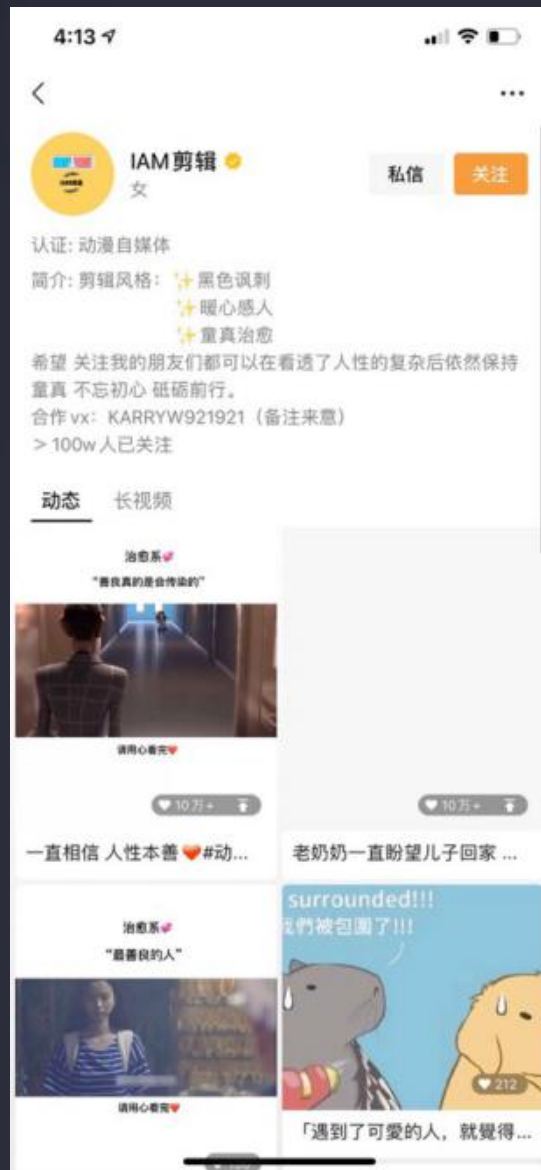 4:13
IAM剪辑
女
私信
关注
认证: 动漫自媒体
简介: 剪辑风格: ✨黑色讽刺
✨暖心感人
✨童真治愈
希望 关注我的朋友们都可以在看透了人性的复杂后依然保持
童真 不忘初心 砥砺前行。
合作 vx: KARRYW921921（备注来意）
> 100w 人已关注
动态
长视频
治愈系💞
“善良真的是会传染的”
请用心看完❤️
10万+
10万+
一直相信 人性本善❤️#动...
老奶奶一直盼望儿子回家 ...
治愈系💞
“最善良的人”
请用心看完❤️
surrounded!!!
我們被包圍了!!!
212
「遇到了可愛的人，就覺得...